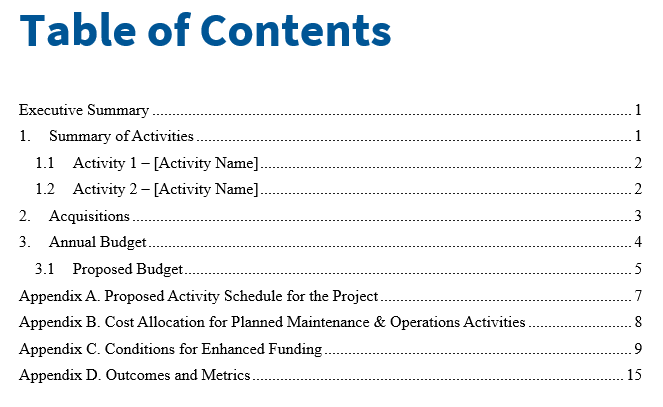 Table of Contents
Executive Summary 1
1. Summary of Activities 1
1.1 Activity 1 – [Activity Name] 2
1.2 Activity 2 – [Activity Name] 2
2. Acquisitions 3
3. Annual Budget 4
3.1 Proposed Budget 5
Appendix A. Proposed Activity Schedule for the Project 7
Appendix B. Cost Allocation for Planned Maintenance & Operations Activities 8
Appendix C. Conditions for Enhanced Funding 9
Appendix D. Outcomes and Metrics 15